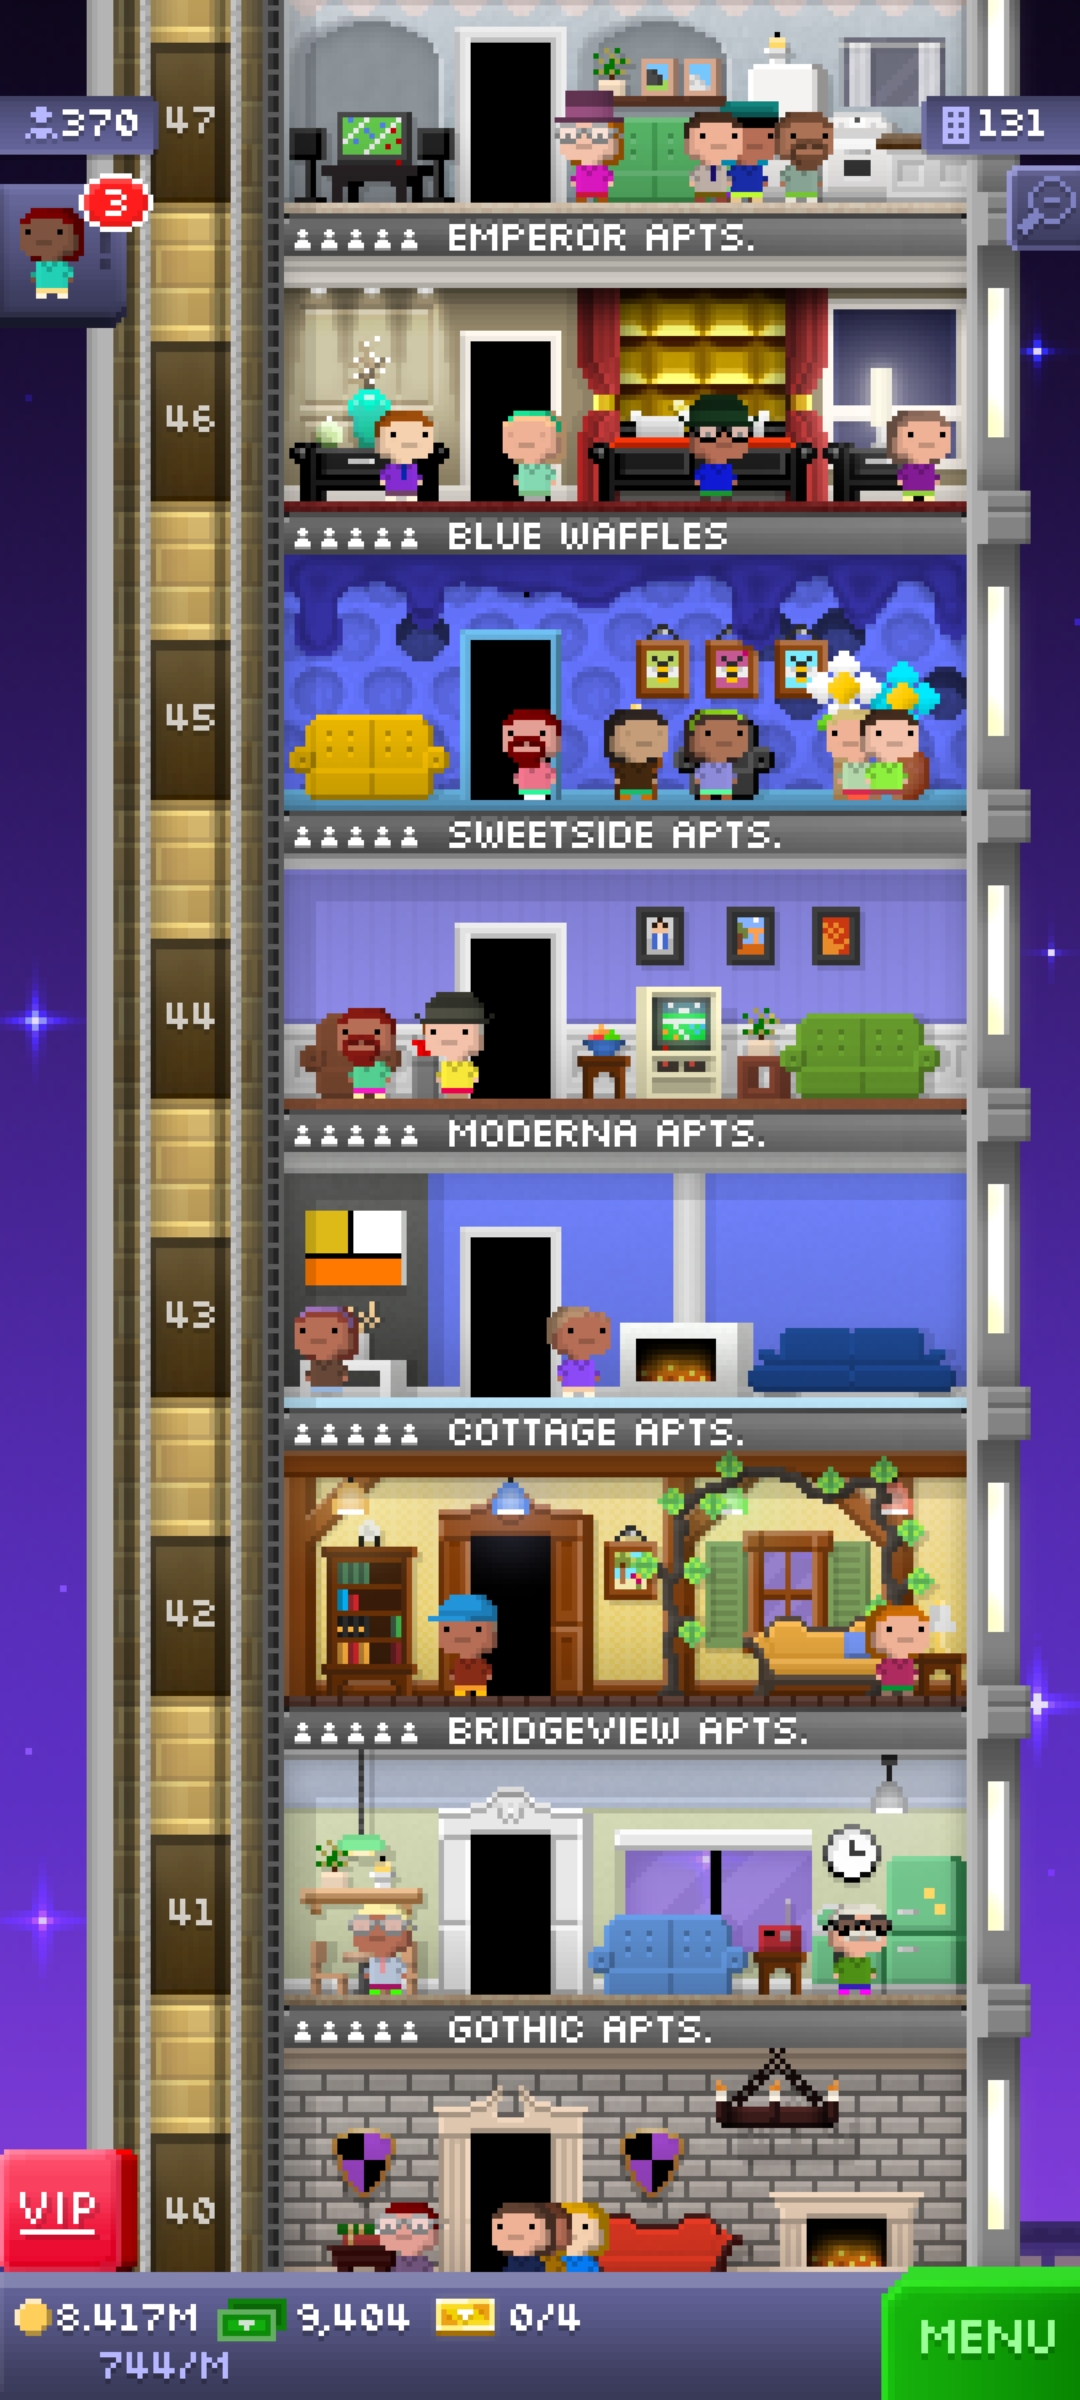 370
47
131
3
EMPEROR APTS.
46
BLUE WAFFLES
45
SWEETSIDE APTS.
44
MODERNA APTS.
43
COTTAGE APTS.
42
BRIDGEVIEW APTS.
41
GOTHIC APTS.
VIP
40
8.417M 9,404 0/4
744/M
MENU